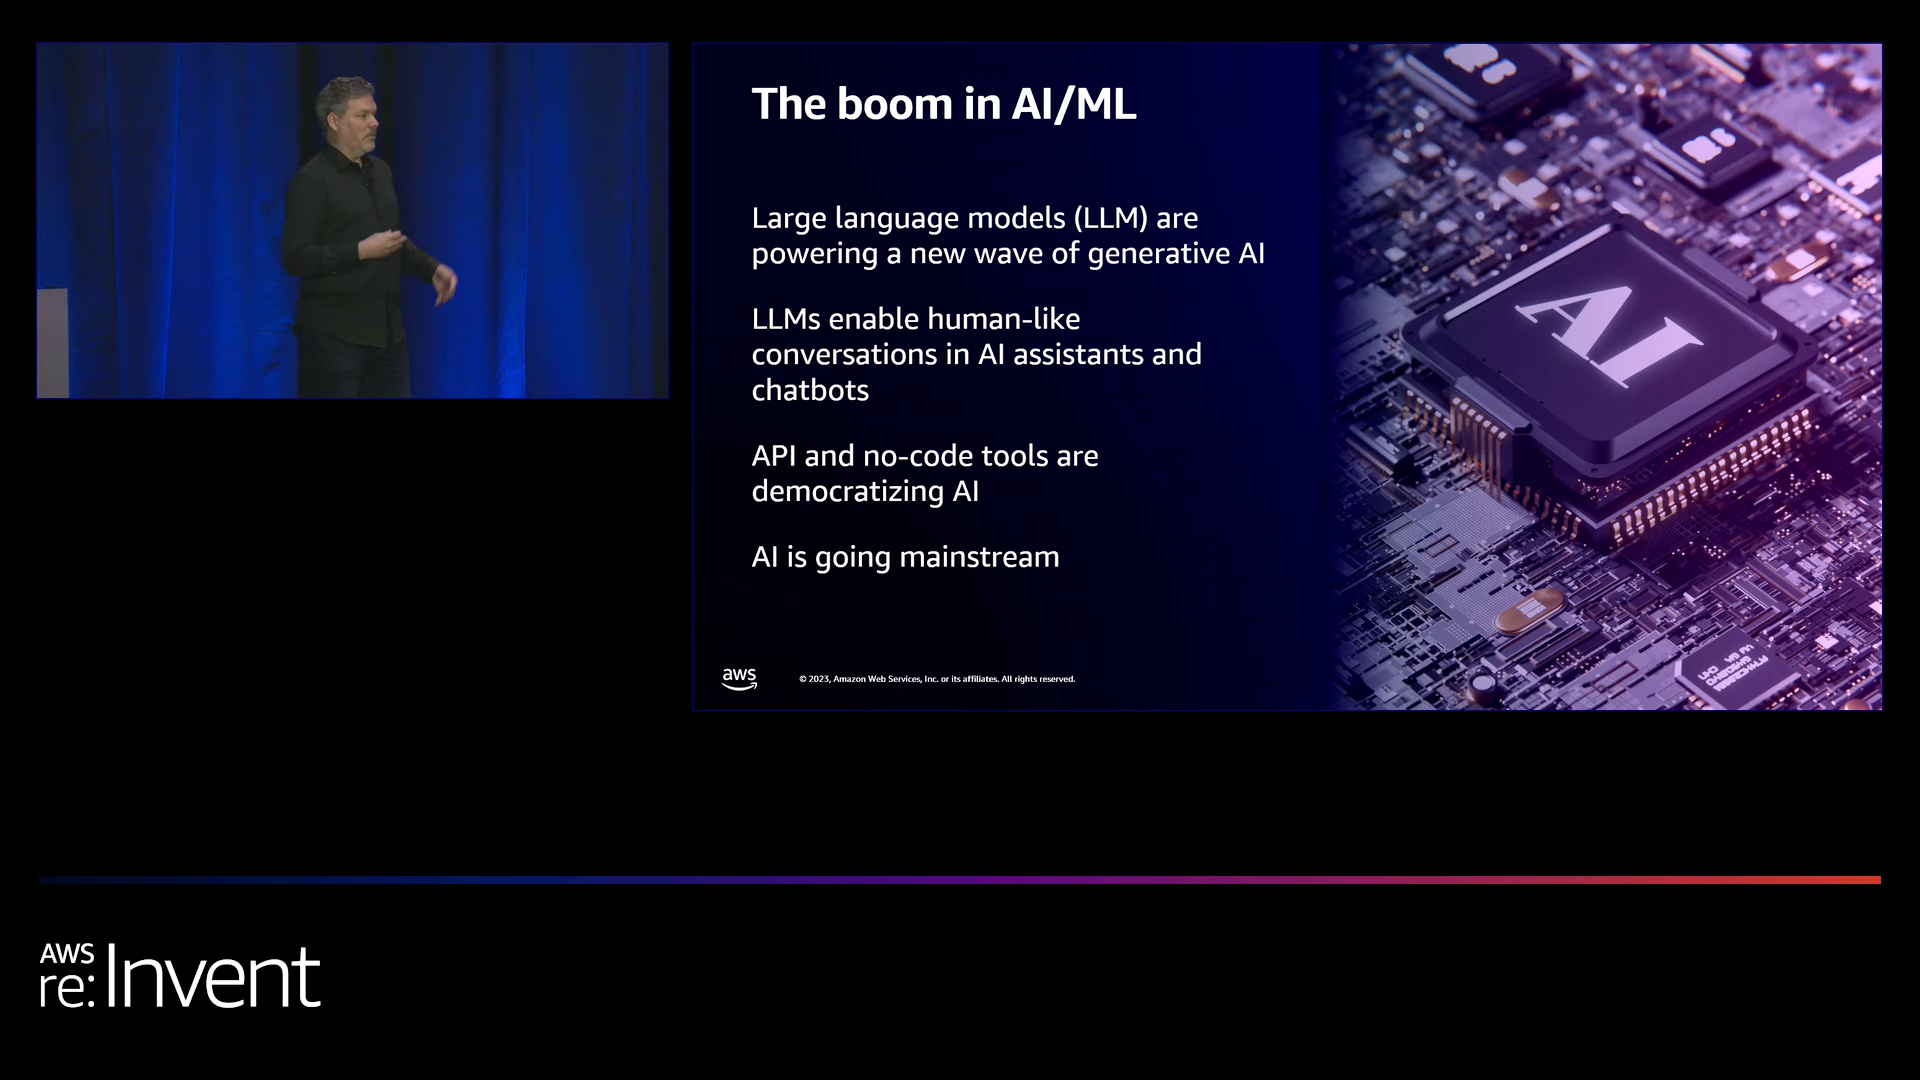 The boom in AI/ML
Large language models (LLM) are
powering a new wave of generative AI
LLMs enable human-like
conversations in AI assistants and
chatbots
API and no-code tools are
democratizing AI
AI is going mainstream
aws
© 2023, Amazon Web Services, Inc. or its affiliates. All rights reserved.
AI
AWS
re:Invent